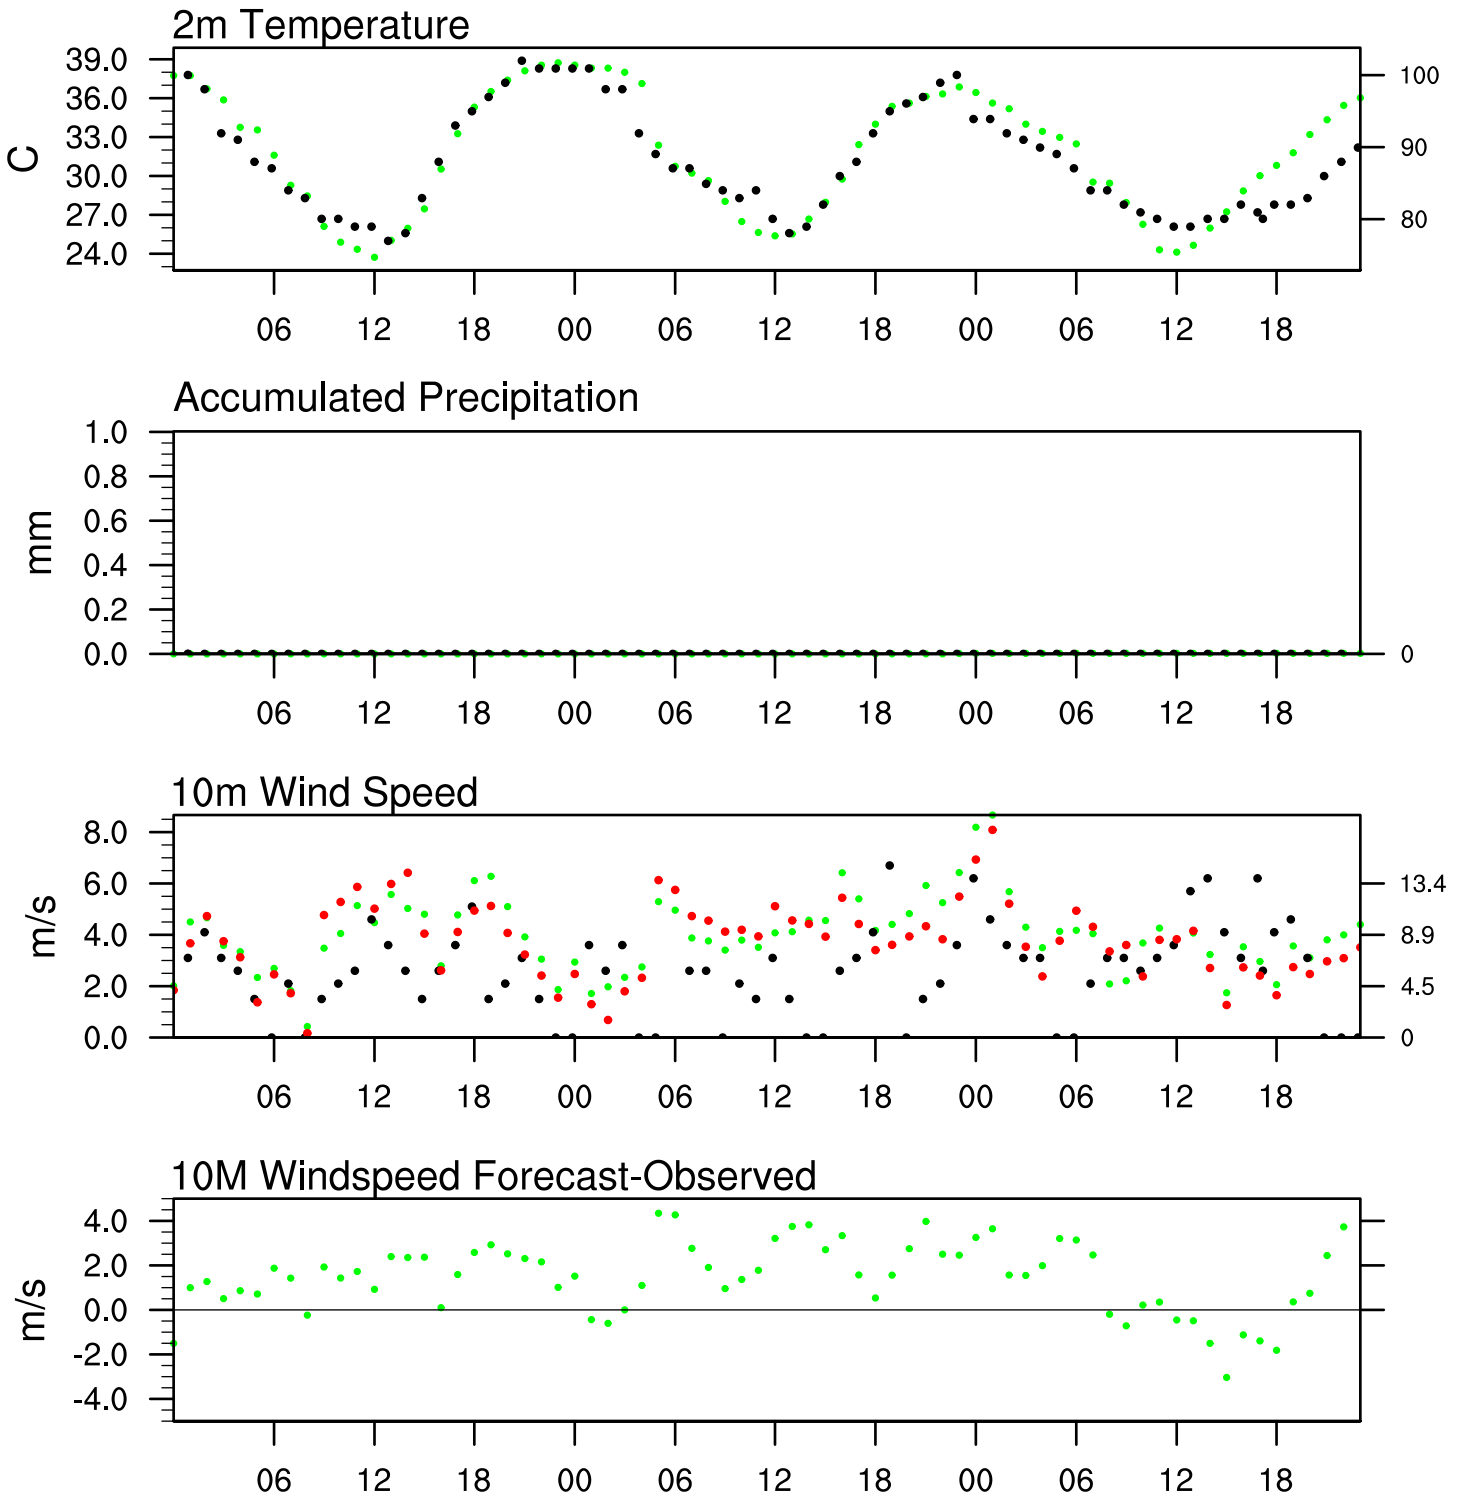 2m Temperature
39.0
36.0
33.0
30.0
27.0
24.0
C
100
90
80
06 12 18 00 06 12 18 00 06 12 18
Accumulated Precipitation
1.0
0.8
0.6
0.4
0.2
0.0
mm
0
06 12 18 00 06 12 18 00 06 12 18
10m Wind Speed
8.0
6.0
4.0
2.0
0.0
m/s
13.4
8.9
4.5
0
06 12 18 00 06 12 18 00 06 12 18
10M Windspeed Forecast-Observed
4.0
2.0
0.0
-2.0
-4.0
m/s
06 12 18 00 06 12 18 00 06 12 18